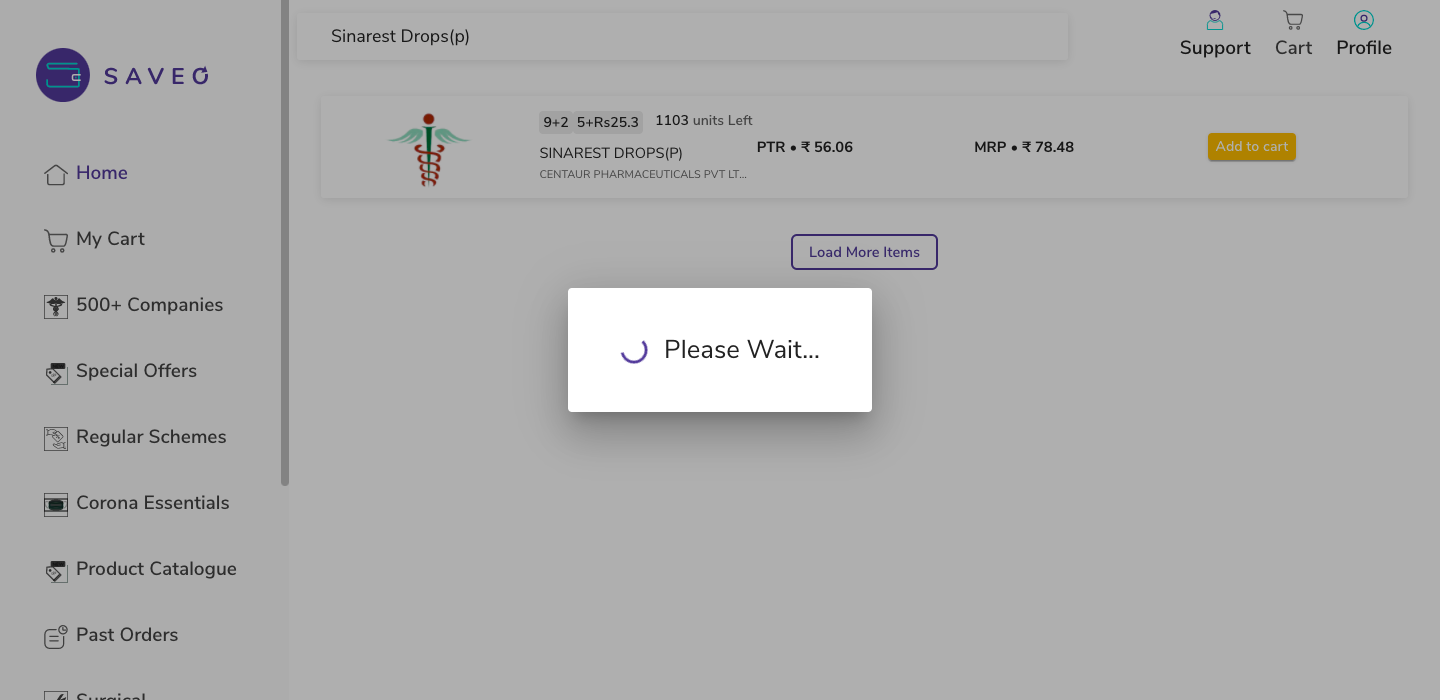 Sinarest Drops(p)
Support
Cart
Profile
SAVEO
Home
My Cart
500+ Companies
Special Offers
Regular Schemes
Corona Essentials
Product Catalogue
Past Orders
Surgical
9+2 5+Rs25.3 1103 units Left
SINAREST DROPS(P)
CENTAUR PHARMACEUTICALS PVT LT...
PTR • ₹ 56.06
MRP • ₹ 78.48
Add to cart
Load More Items
Please Wait...